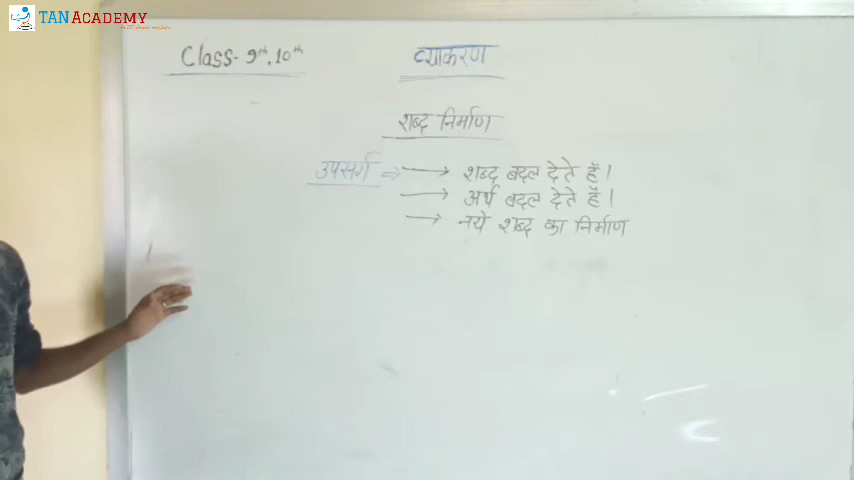 TAN ACADEMY
Class- 9th, 10th
व्याकरण
शब्द निर्माण
उपसर्ग ⇒ → शब्द बदल देते हैं।
→ अर्थ बदल देते हैं।
→ नये शब्द का निर्माण